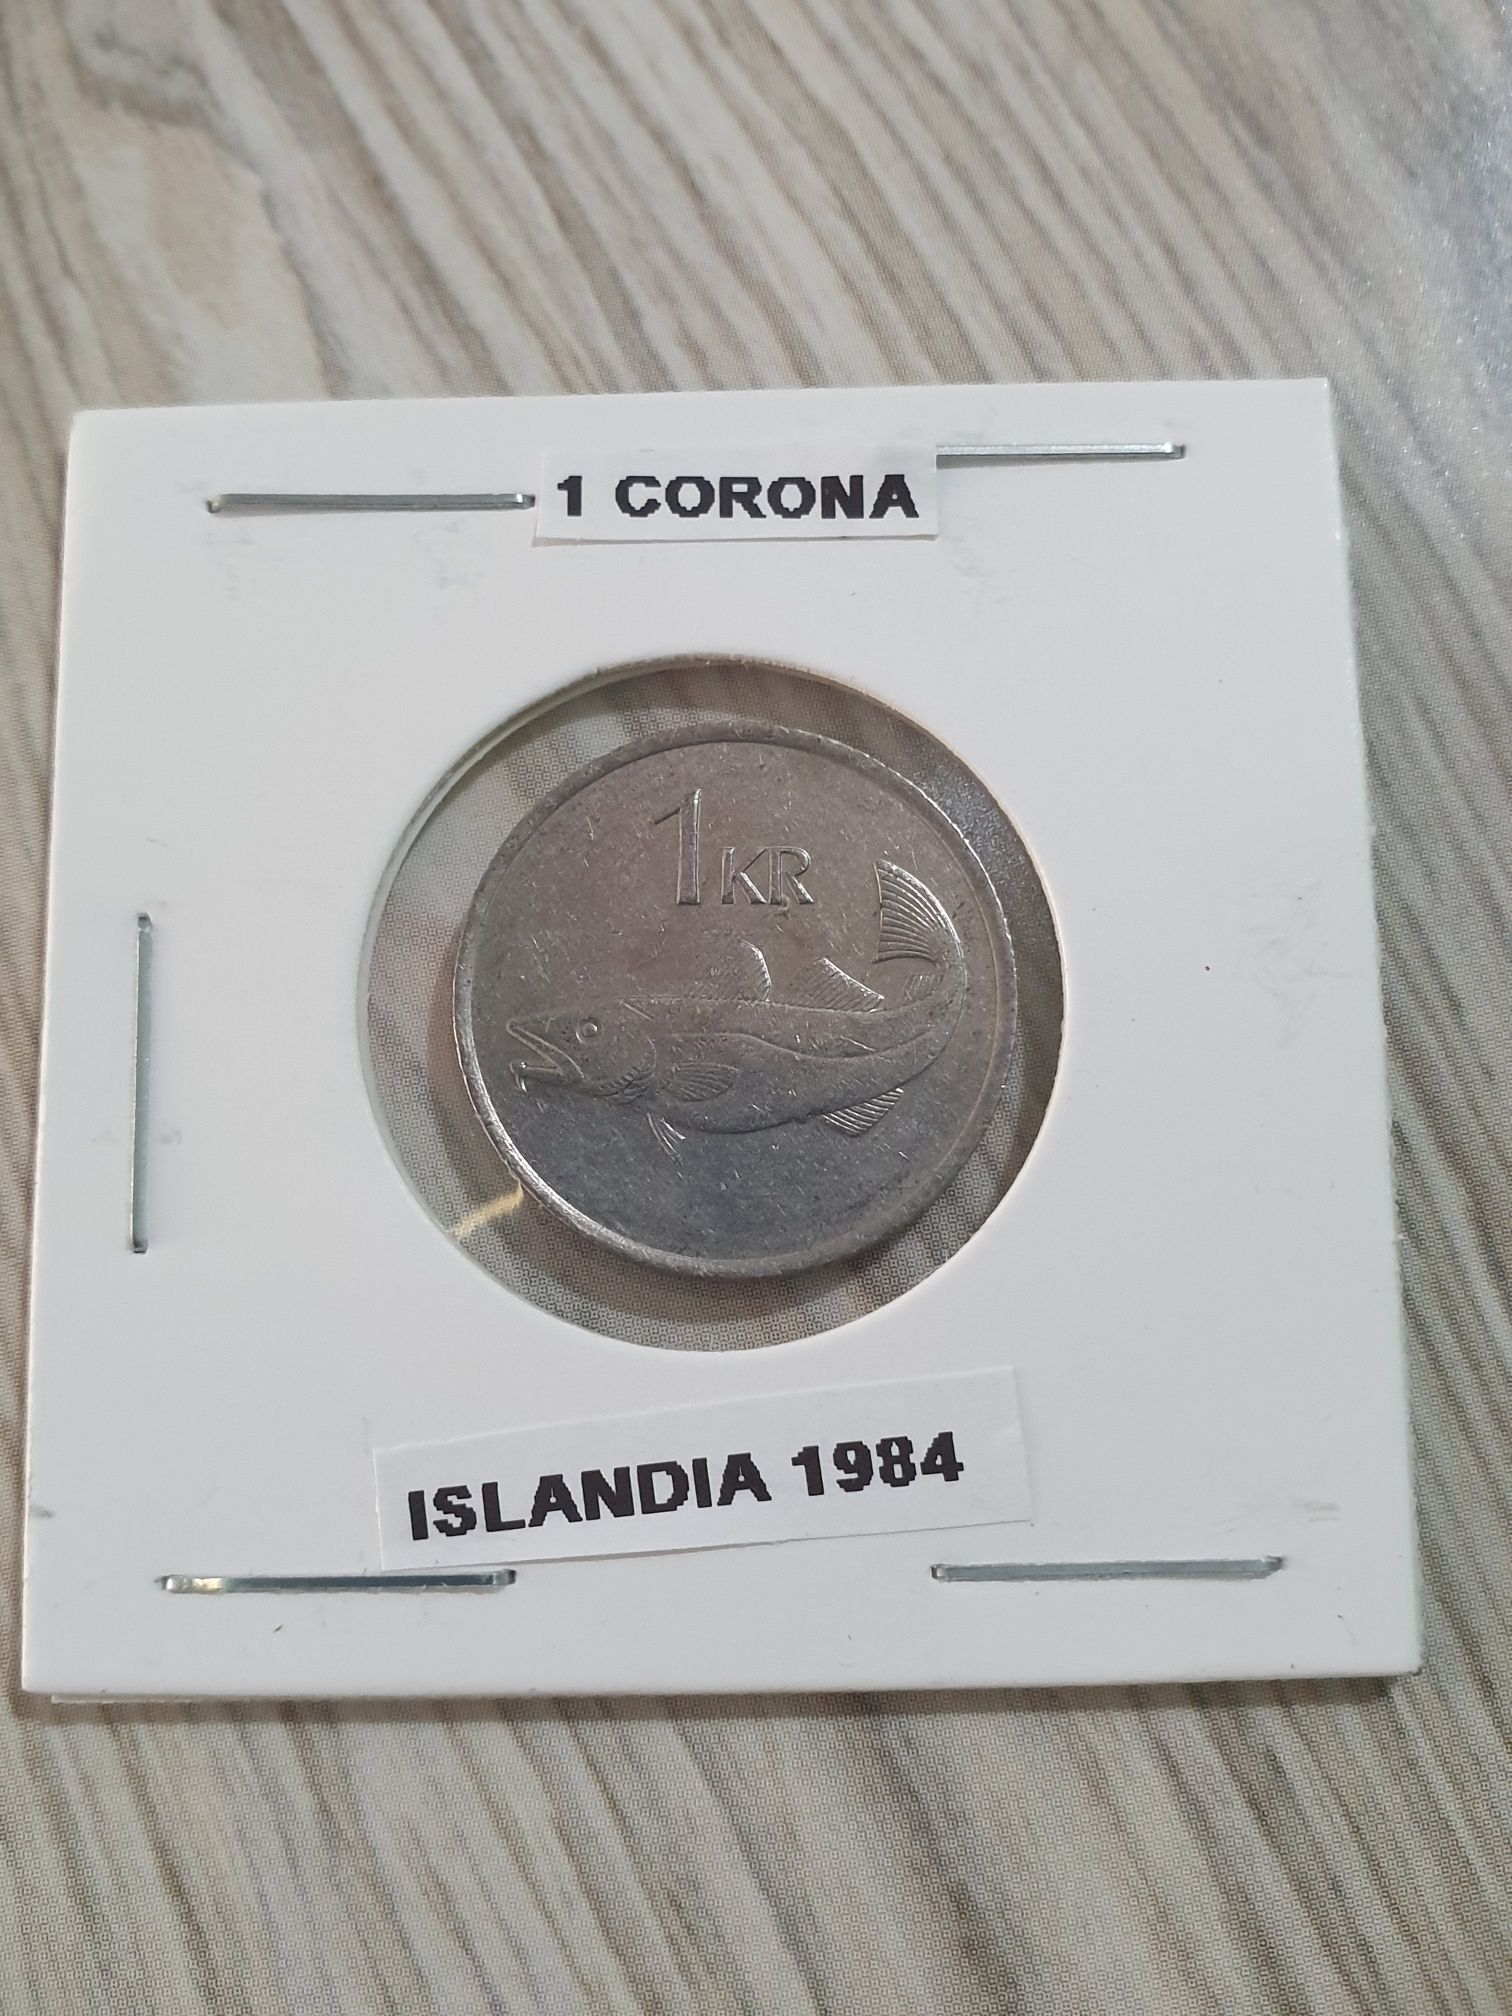 1 CORONA
1 KR
ISLANDIA 1984